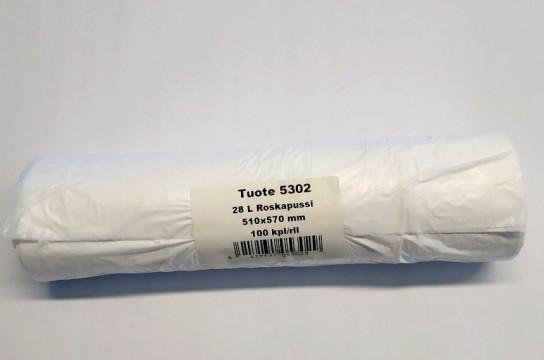 Tuote 5302
28 L Roskapussi
510x570 mm
100 kpl/rll